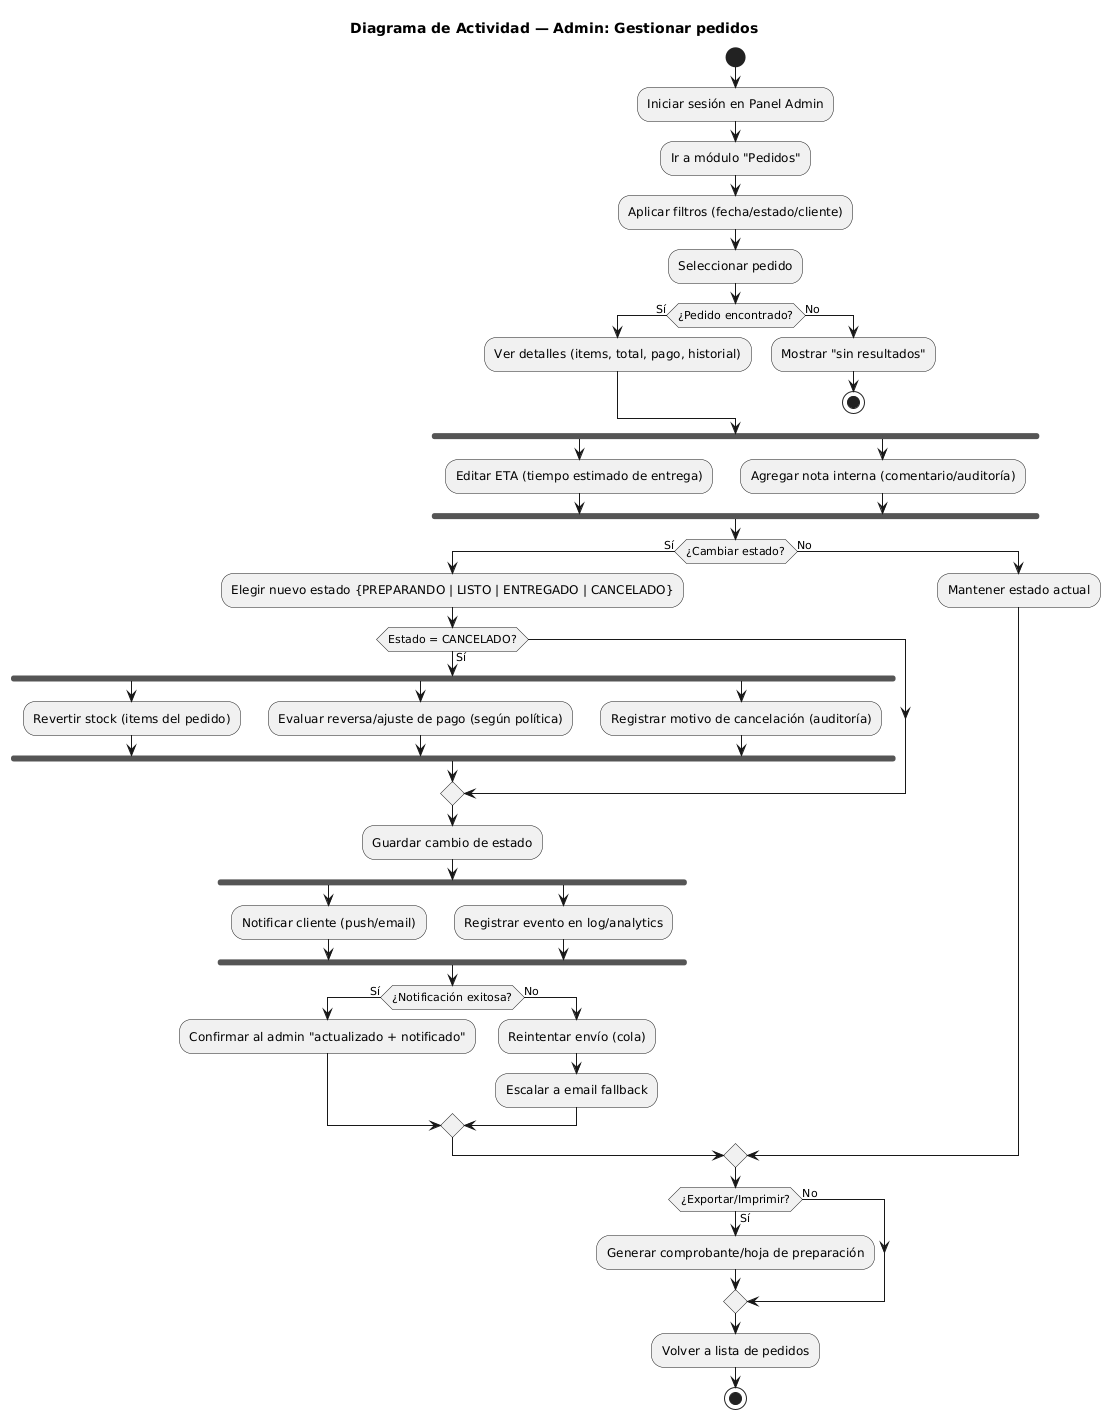 Diagrama de Actividad — Admin: Gestionar pedidos
Iniciar sesión en Panel Admin
Ir a módulo "Pedidos"
Aplicar filtros (fecha/estado/cliente)
Seleccionar pedido
Sí
¿Pedido encontrado?
No
Ver detalles (items, total, pago, historial)
Mostrar "sin resultados"
Editar ETA (tiempo estimado de entrega)
Agregar nota interna (comentario/auditoría)
Sí
¿Cambiar estado?
No
Elegir nuevo estado {PREPARANDO | LISTO | ENTREGADO | CANCELADO}
Mantener estado actual
Estado = CANCELADO?
Sí
Revertir stock (items del pedido)
Evaluar reversa/ajuste de pago (según política)
Registrar motivo de cancelación (auditoría)
Guardar cambio de estado
Notificar cliente (push/email)
Registrar evento en log/analytics
Sí
¿Notificación exitosa?
No
Confirmar al admin "actualizado + notificado"
Reintentar envío (cola)
Escalar a email fallback
¿Exportar/Imprimir?
No
Sí
Generar comprobante/hoja de preparación
Volver a lista de pedidos